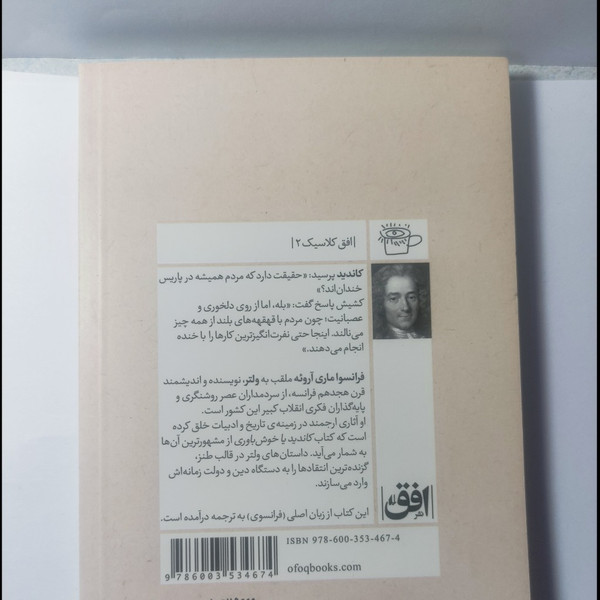 |افق کلاسیک ۲|
کاندید پرسید: «حقیقت دارد که مردم همیشه در پاریس
خندان‌اند؟»
کشیش پاسخ گفت: «بله، اما از روی دلخوری و
عصبانیت؛ چون مردم با قهقهه‌های بلند از همه چیز
می‌نالند. اینجا حتی نفرت‌انگیزترین کارها را با خنده
انجام می‌دهند.»
فرانسوا ماری آروئه ملقب به ولتر، نویسنده و اندیشمند
قرن هجدهم فرانسه، از سردمداران عصر روشنگری و
پایه‌گذاران فکری انقلاب کبیر این کشور است.
او آثاری ارجمند در زمینه‌ی تاریخ و ادبیات خلق کرده
است که کتاب کاندید یا خوش‌باوری از مشهورترین آن‌ها
به شمار می‌آید. داستان‌های ولتر در قالب طنز،
گزنده‌ترین انتقادها را به دستگاه دین و دولت زمانه‌اش
وارد می‌سازند.
این کتاب از زبان اصلی (فرانسوی) به ترجمه درآمده است.
نشر افق
ISBN 978-600-353-467-4
ofoqbooks.com
9 786003 534674